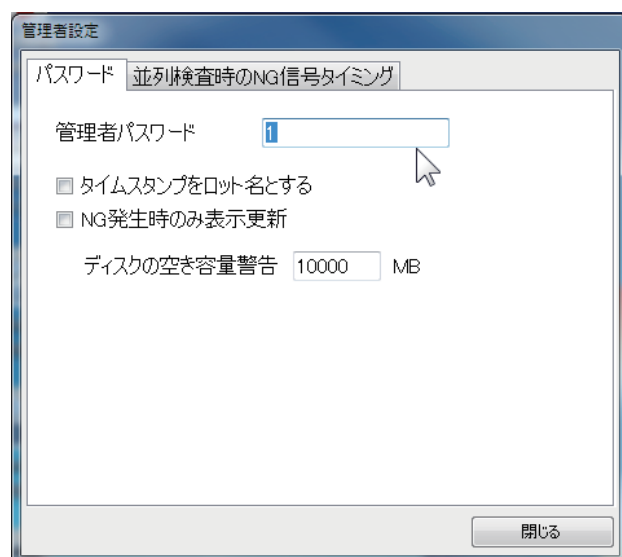 管理者設定
パスワード 並列検査時のNG信号タイミング
管理者パスワード 1
タイムスタンプをロット名とする
NG発生時のみ表示更新
ディスクの空き容量警告 10000 MB
閉じる